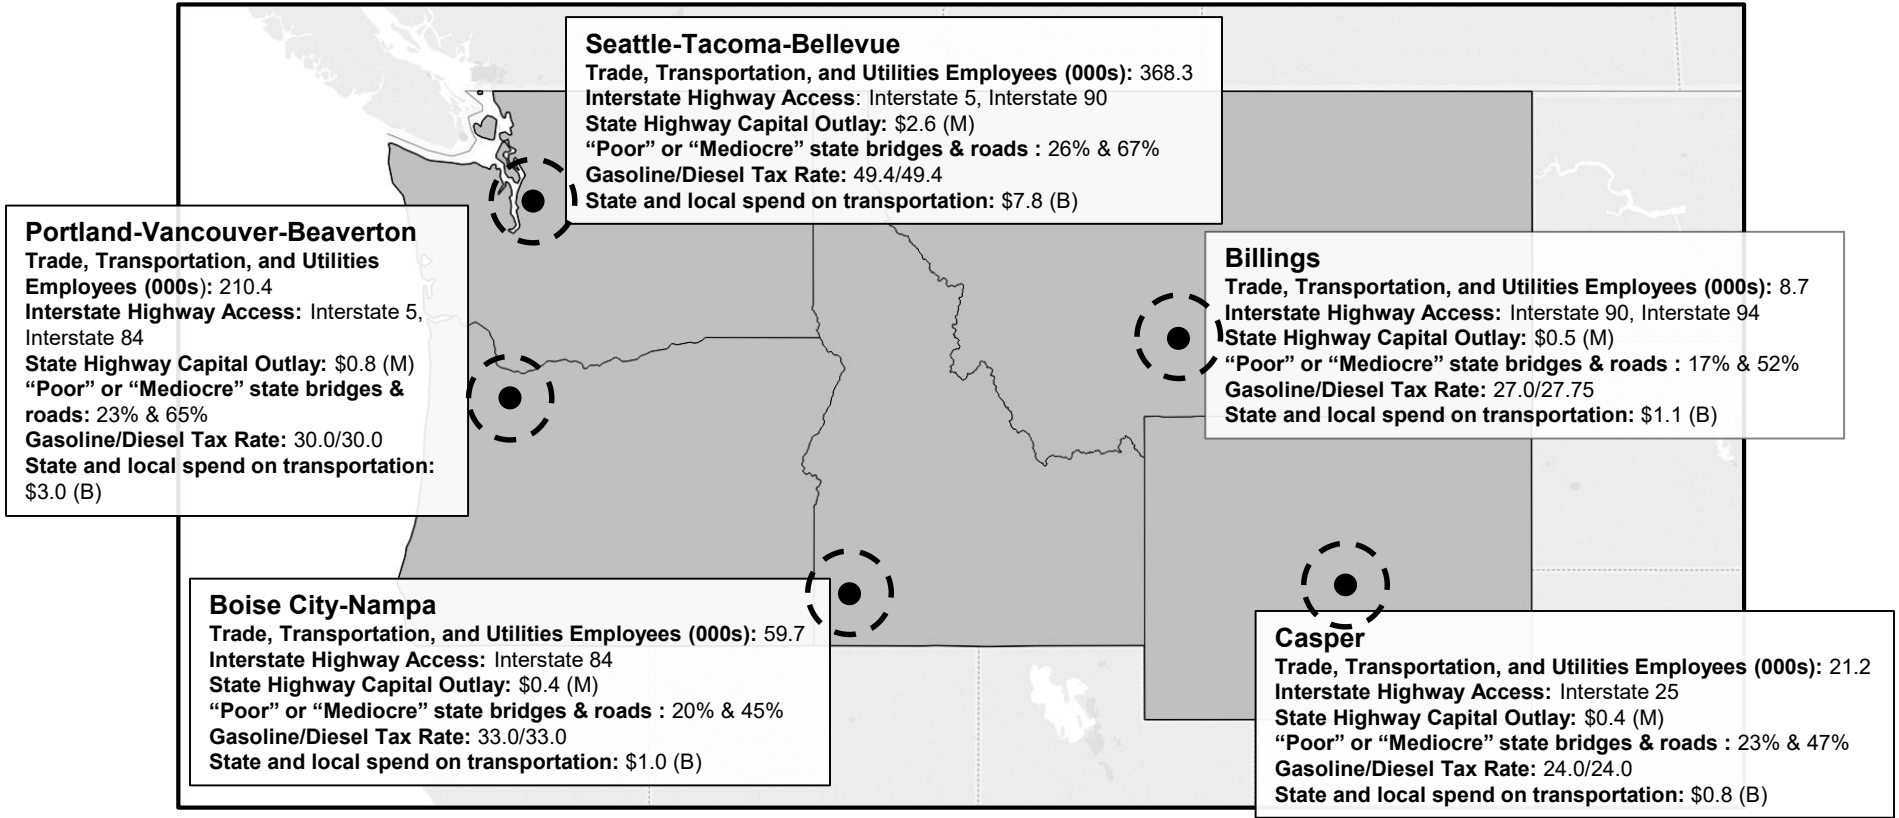 Seattle-Tacoma-Bellevue
Trade, Transportation, and Utilities Employees (000s): 368.3
Interstate Highway Access: Interstate 5, Interstate 90
State Highway Capital Outlay: $2.6 (M)
“Poor” or “Mediocre” state bridges & roads : 26% & 67%
Gasoline/Diesel Tax Rate: 49.4/49.4
State and local spend on transportation: $7.8 (B)
Portland-Vancouver-Beaverton
Trade, Transportation, and Utilities
Employees (000s): 210.4
Interstate Highway Access: Interstate 5,
Interstate 84
State Highway Capital Outlay: $0.8 (M)
“Poor” or “Mediocre” state bridges &
roads: 23% & 65%
Gasoline/Diesel Tax Rate: 30.0/30.0
State and local spend on transportation:
$3.0 (B)
Billings
Trade, Transportation, and Utilities Employees (000s): 8.7
Interstate Highway Access: Interstate 90, Interstate 94
State Highway Capital Outlay: $0.5 (M)
“Poor” or “Mediocre” state bridges & roads : 17% & 52%
Gasoline/Diesel Tax Rate: 27.0/27.75
State and local spend on transportation: $1.1 (B)
Boise City-Nampa
Trade, Transportation, and Utilities Employees (000s): 59.7
Interstate Highway Access: Interstate 84
State Highway Capital Outlay: $0.4 (M)
“Poor” or “Mediocre” state bridges & roads : 20% & 45%
Gasoline/Diesel Tax Rate: 33.0/33.0
State and local spend on transportation: $1.0 (B)
Casper
Trade, Transportation, and Utilities Employees (000s): 21.2
Interstate Highway Access: Interstate 25
State Highway Capital Outlay: $0.4 (M)
“Poor” or “Mediocre” state bridges & roads : 23% & 47%
Gasoline/Diesel Tax Rate: 24.0/24.0
State and local spend on transportation: $0.8 (B)